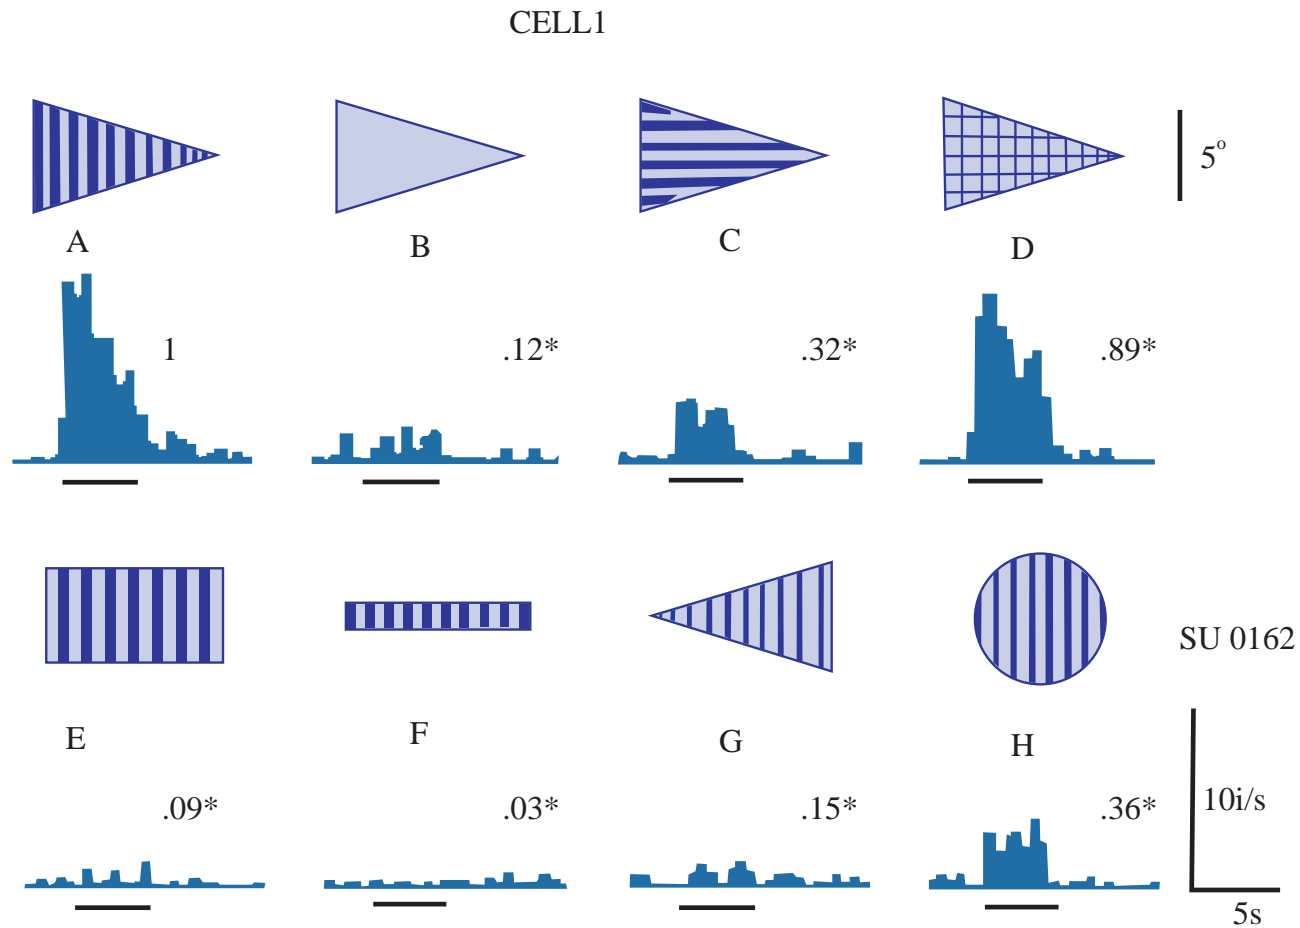 CELL1
5°
A
B
C
D
1
.12*
.32*
.89*
SU 0162
E
F
G
H
.09*
.03*
.15*
.36*
10i/s
5s